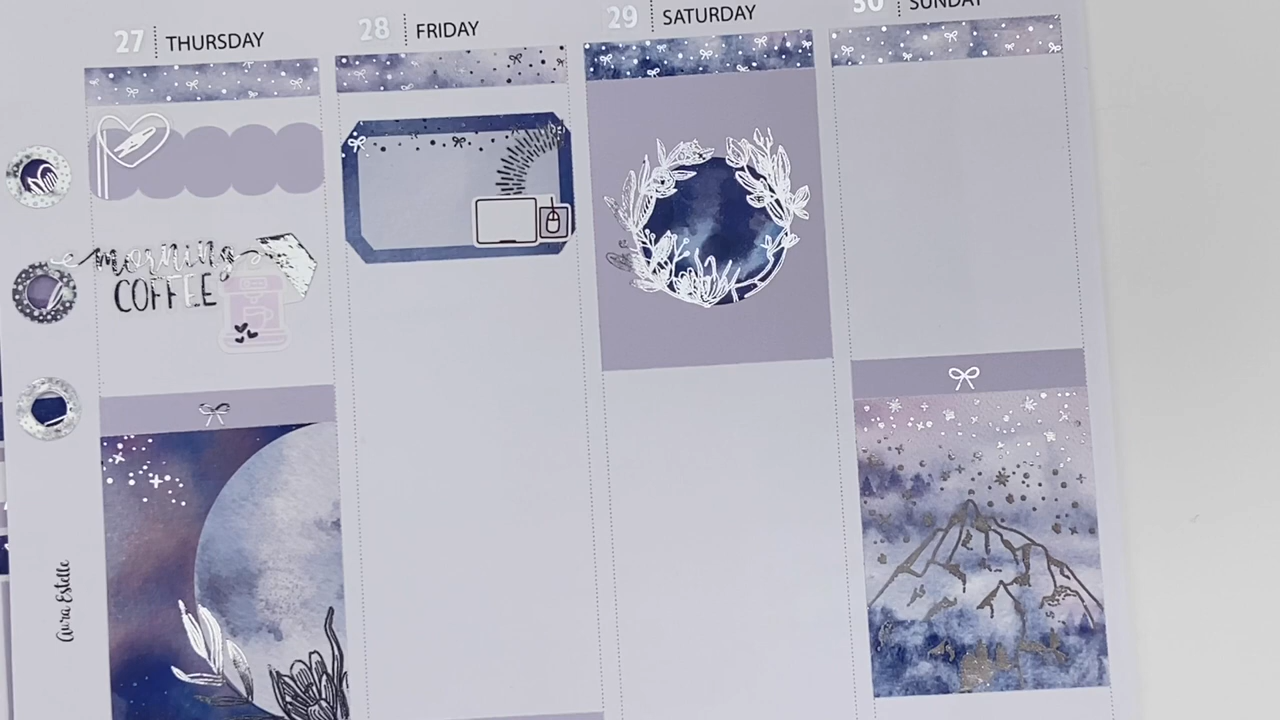 27 THURSDAY
28 FRIDAY
29 SATURDAY
30 SUNDAY
morning
COFFEE
Aura Estelle